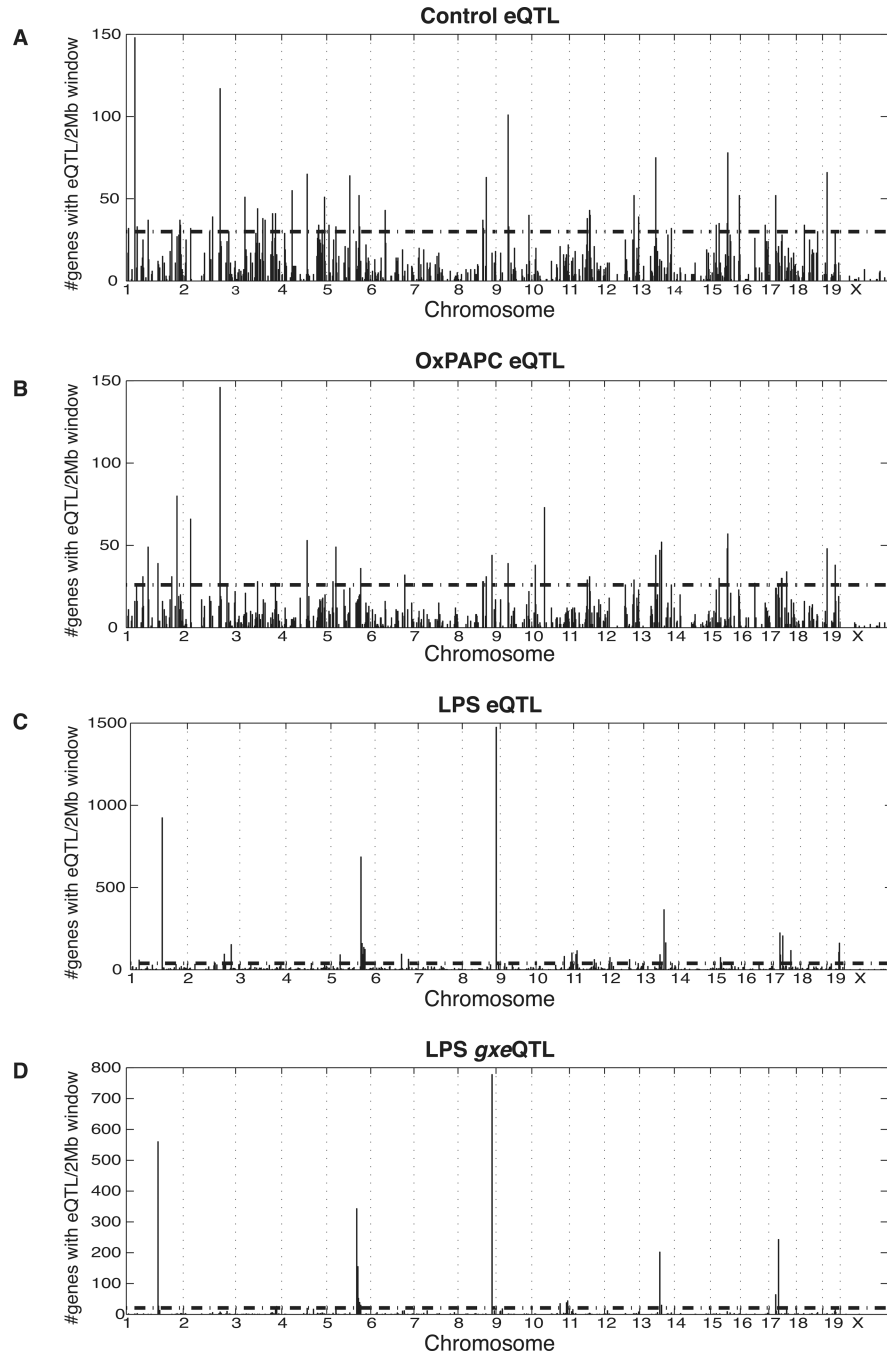 Control eQTL
A
#genes with eQTL/2Mb window
150
100
50
0
1 2 3 4 5 6 7 8 9 10 11 12 13 14 15 16 17 18 19 X
Chromosome
OxPAPC eQTL
B
#genes with eQTL/2Mb window
150
100
50
0
1 2 3 4 5 6 7 8 9 10 11 12 13 14 15 16 17 18 19 X
Chromosome
LPS eQTL
C
#genes with eQTL/2Mb window
1500
1000
500
0
1 2 3 4 5 6 7 8 9 10 11 12 13 14 15 16 17 18 19 X
Chromosome
LPS gxeQTL
D
#genes with eQTL/2Mb window
800
700
600
500
400
300
200
100
0
1 2 3 4 5 6 7 8 9 10 11 12 13 14 15 16 17 18 19 X
Chromosome